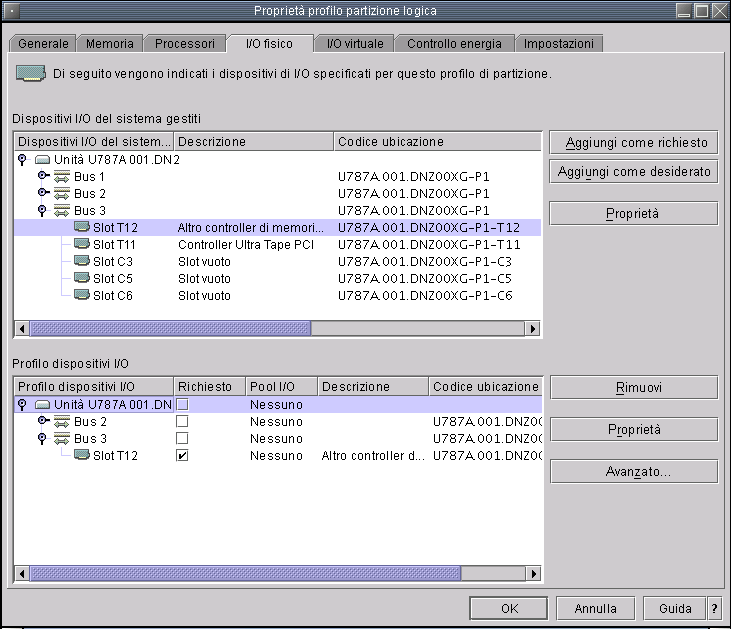 Proprietà profilo partizione logica
Generale Memoria Processori I/O fisico I/O virtuale Controllo energia Impostazioni
Di seguito vengono indicati i dispositivi di I/O specificati per questo profilo di partizione.
Dispositivi I/O del sistema gestiti
Dispositivi I/O del sistem... Descrizione Codice ubicazione
Unità U787A.001.DN2
Bus 1 U787A.001.DNZ00XG-P1
Bus 2 U787A.001.DNZ00XG-P1
Bus 3 U787A.001.DNZ00XG-P1
Slot T12 Altro controller di memori... U787A.001.DNZ00XG-P1-T12
Slot T11 Controller Ultra Tape PCI U787A.001.DNZ00XG-P1-T11
Slot C3 Slot vuoto U787A.001.DNZ00XG-P1-C3
Slot C5 Slot vuoto U787A.001.DNZ00XG-P1-C5
Slot C6 Slot vuoto U787A.001.DNZ00XG-P1-C6
Aggiungi come richiesto
Aggiungi come desiderato
Proprietà
Profilo dispositivi I/O
Profilo dispositivi I/O Richiesto Pool I/O Descrizione Codice ubicazione
Unità U787A.001.DN Nessuno
Bus 2 Nessuno U787A.001.DNZ00
Bus 3 Nessuno U787A.001.DNZ00
Slot T12 Nessuno Altro controller d... U787A.001.DNZ00
Rimuovi
Proprietà
Avanzato...
OK Annulla Guida ?